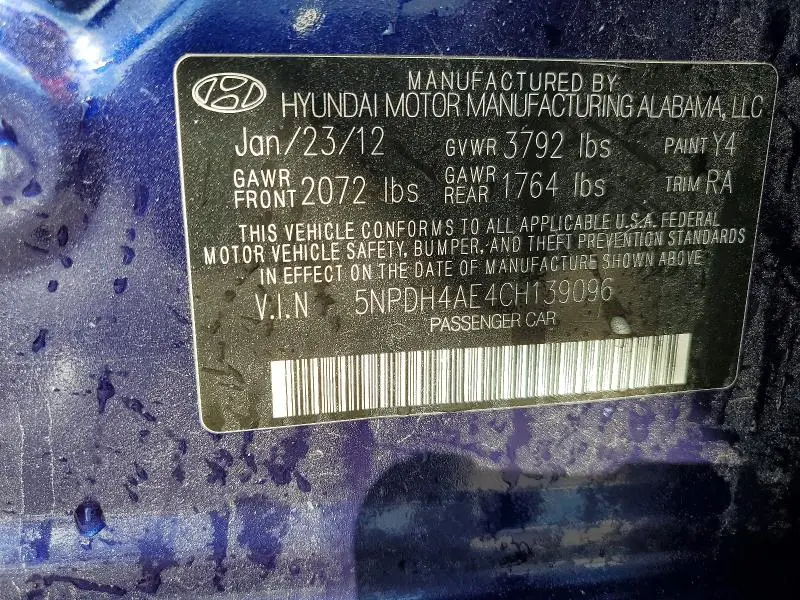 MANUFACTURED BY:
HYUNDAI MOTOR MANUFACTURING ALABAMA, LLC
Jan/23/12 GVWR 3792 lbs PAINT Y4
GAWR FRONT 2072 lbs GAWR REAR 1764 lbs TRIM RA
THIS VEHICLE CONFORMS TO ALL APPLICABLE U.S.A. FEDERAL
MOTOR VEHICLE SAFETY, BUMPER, AND THEFT PREVENTION STANDARDS
IN EFFECT ON THE DATE OF MANUFACTURE SHOWN ABOVE
V.I.N 5NPDH4AE4CH139096
PASSENGER CAR